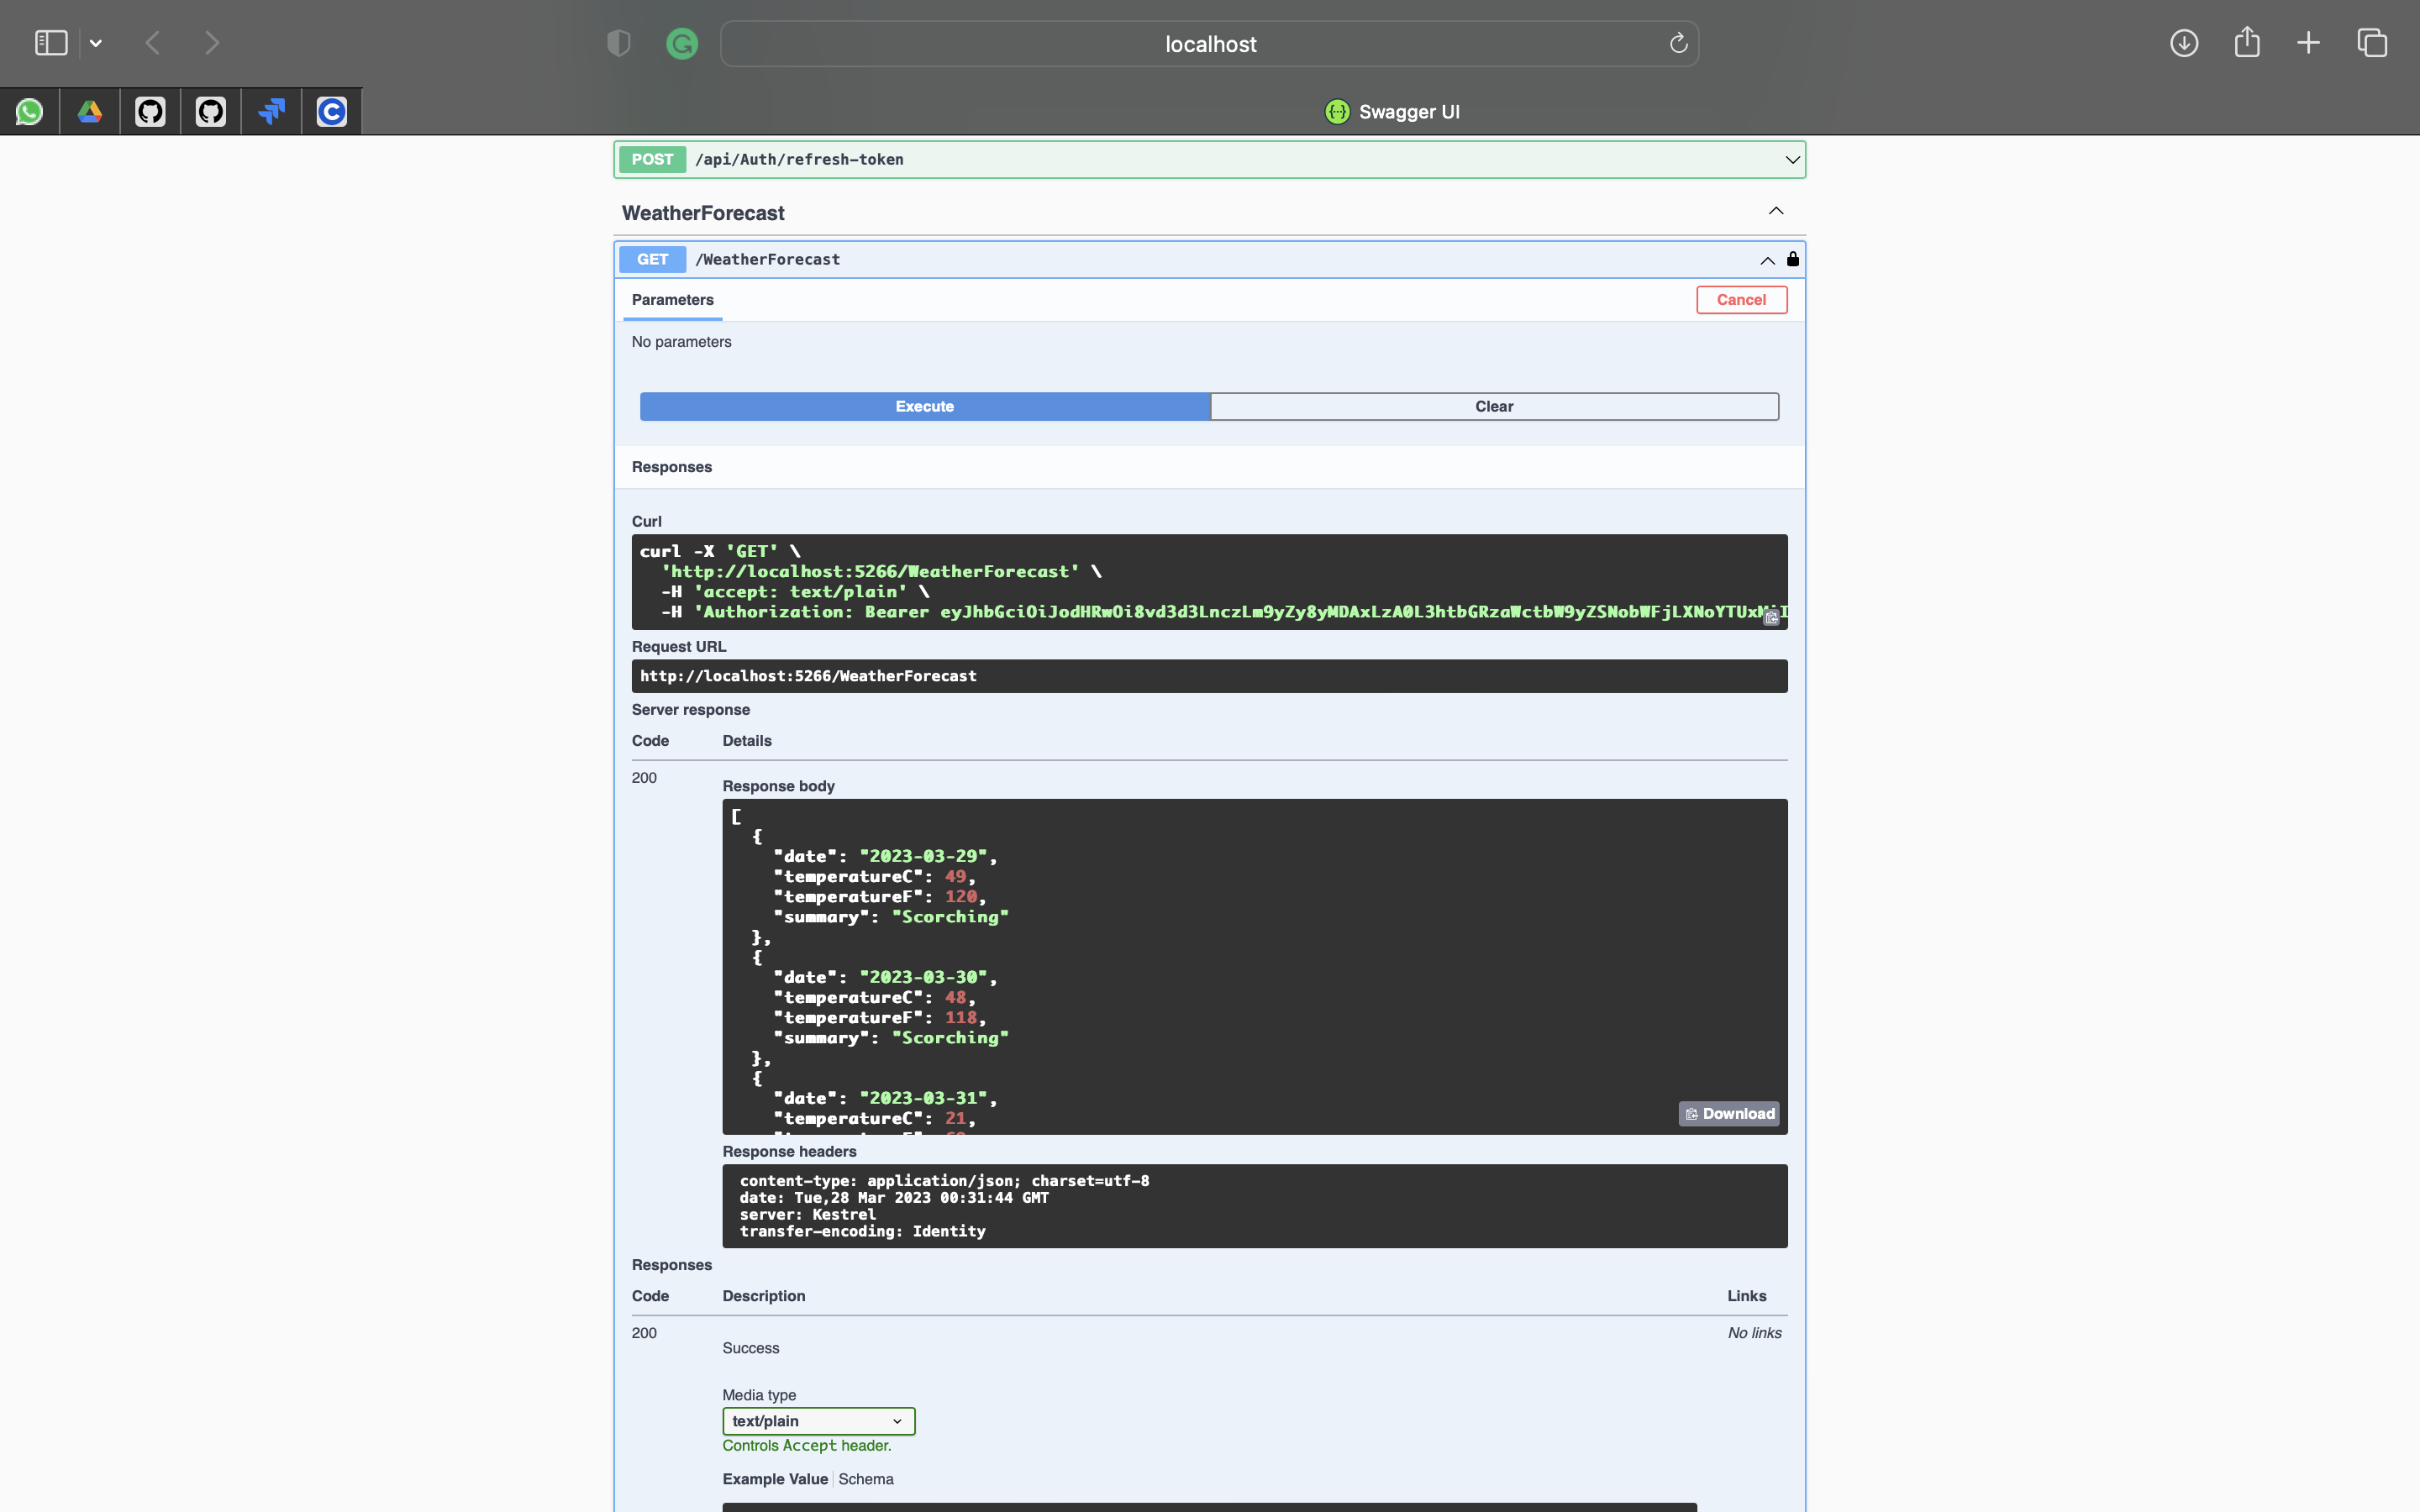 localhost
Swagger UI
POST /api/Auth/refresh-token
WeatherForecast
GET /WeatherForecast
Parameters
Cancel
No parameters
Execute
Clear
Responses
Curl
curl -X 'GET' \
'http://localhost:5266/WeatherForecast' \
-H 'accept: text/plain' \
-H 'Authorization: Bearer eyJhbGciOiJodHRwOi8vd3d3LnczLm9yZy8yMDAxLzA0L3htbGRzaWctbW9yZSNobWFjLXNoYTUxMiI
Request URL
http://localhost:5266/WeatherForecast
Server response
Code Details
200
Response body
[
{
"date": "2023-03-29",
"temperatureC": 49,
"temperatureF": 120,
"summary": "Scorching"
},
{
"date": "2023-03-30",
"temperatureC": 48,
"temperatureF": 118,
"summary": "Scorching"
},
{
"date": "2023-03-31",
"temperatureC": 21,
Download
Response headers
content-type: application/json; charset=utf-8
date: Tue,28 Mar 2023 00:31:44 GMT
server: Kestrel
transfer-encoding: Identity
Responses
Code Description Links
200
No links
Success
Media type
text/plain
Controls Accept header.
Example Value Schema